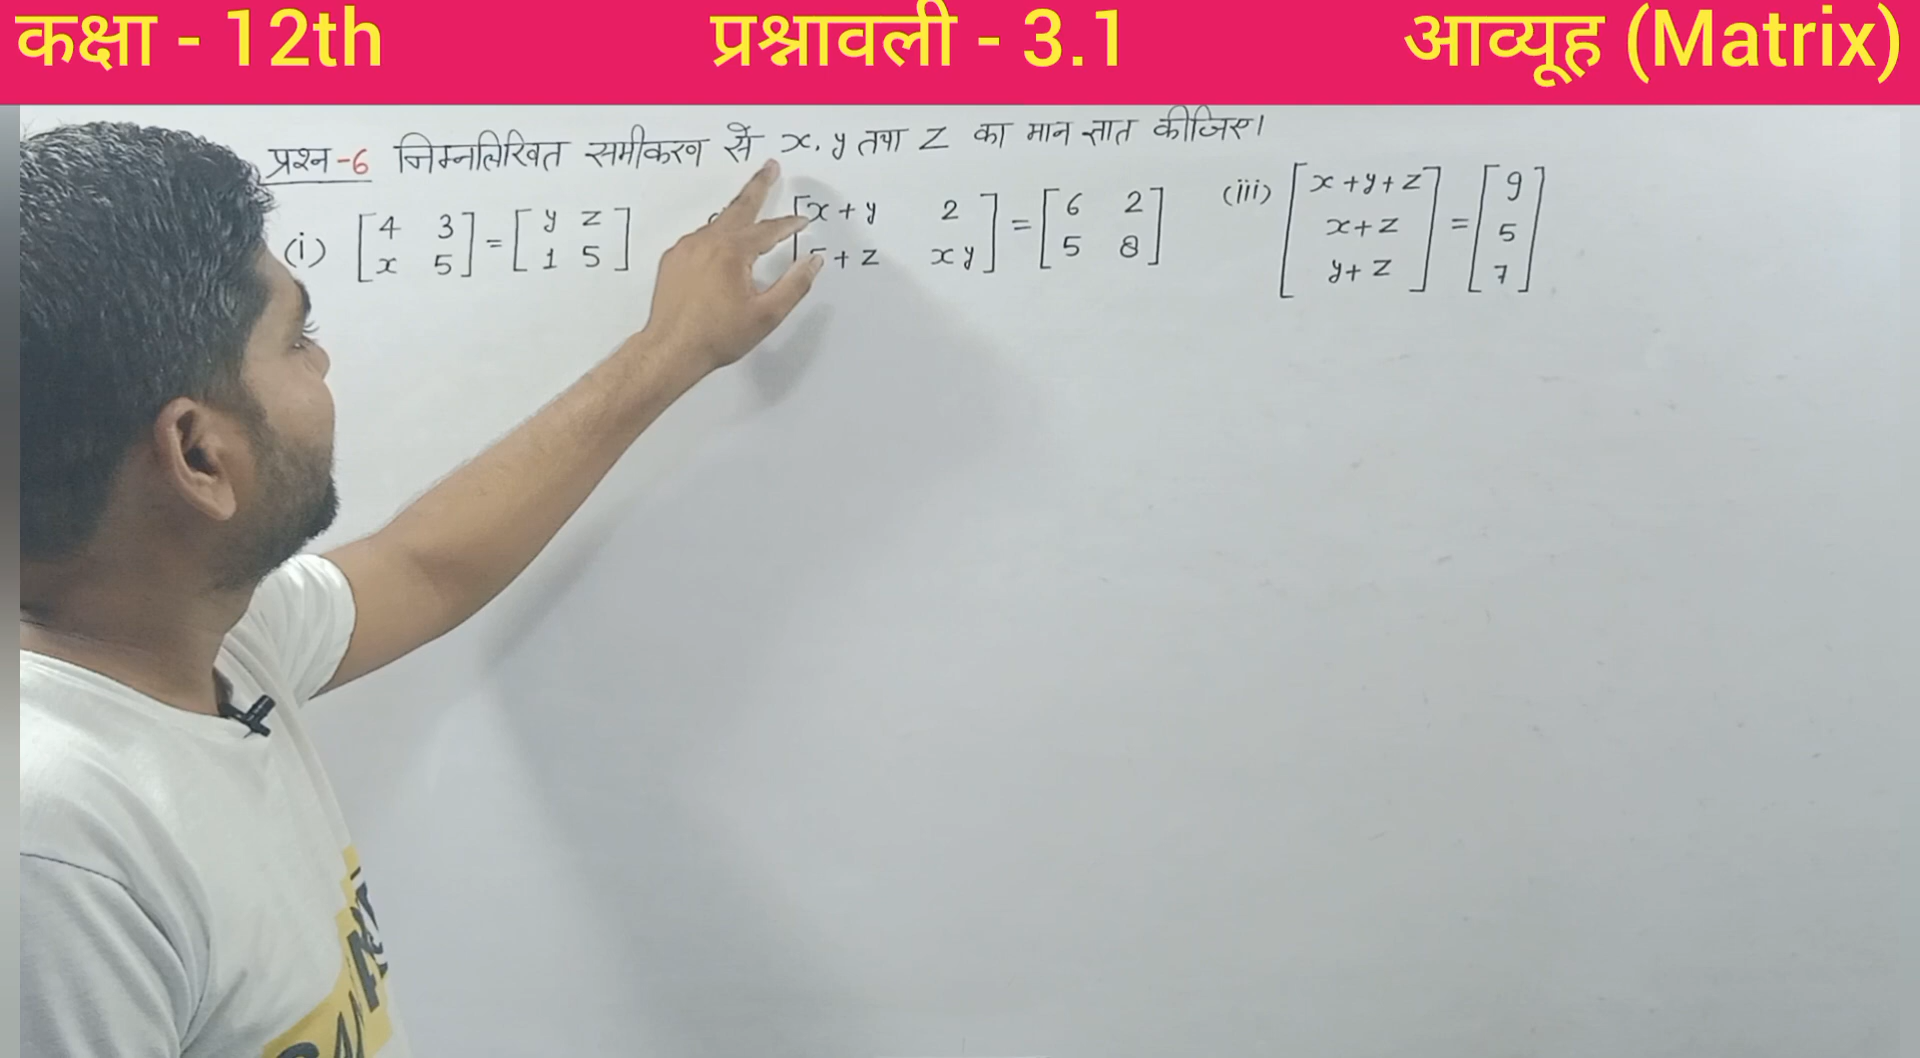 कक्षा - 12th प्रश्नावली - 3.1 आव्यूह (Matrix)
प्रश्न-6 निम्नलिखित समीकरण से x, y तथा z का मान ज्ञात कीजिए।
(i) [4 3] = [y z]
[x 5] [1 5]
[x+y 2] = [6 2]
[5+z xy] [5 8]
(iii) [x+y+z] = [9]
[x+z] [5]
[y+z] [7]